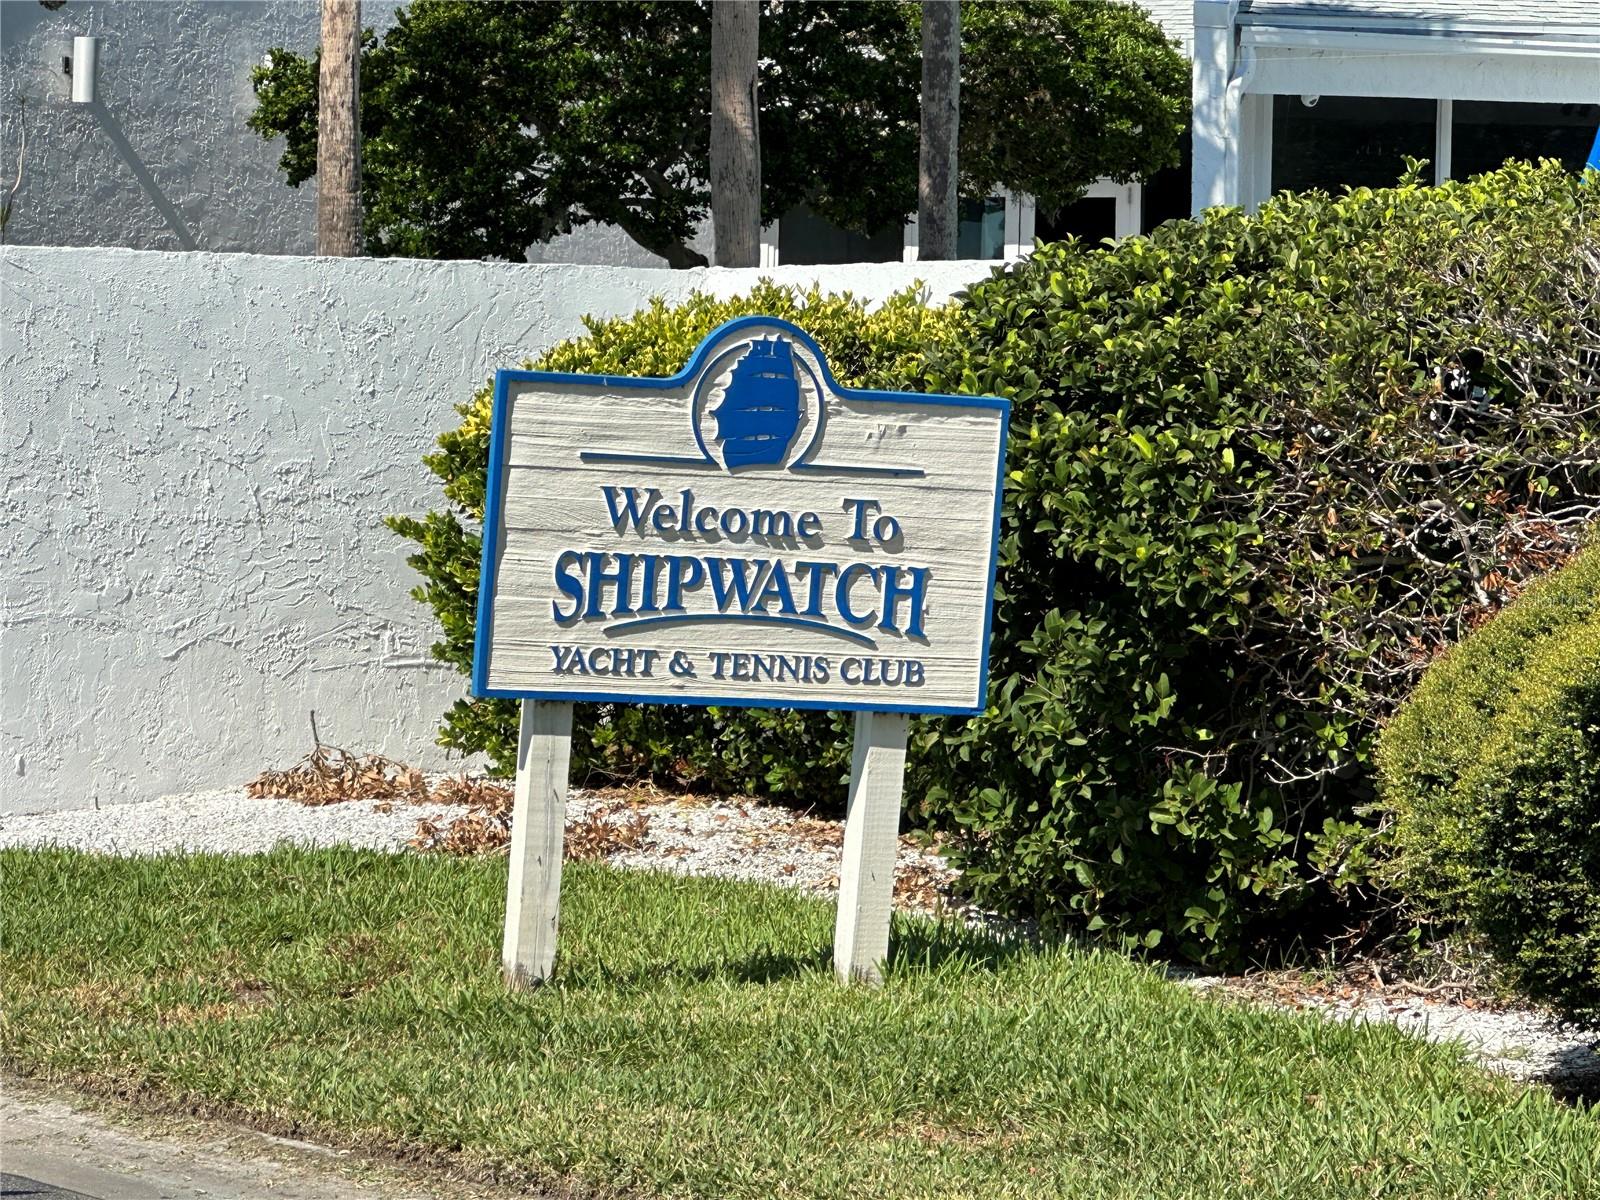 Welcome To
SHIPWATCH
YACHT & TENNIS CLUB